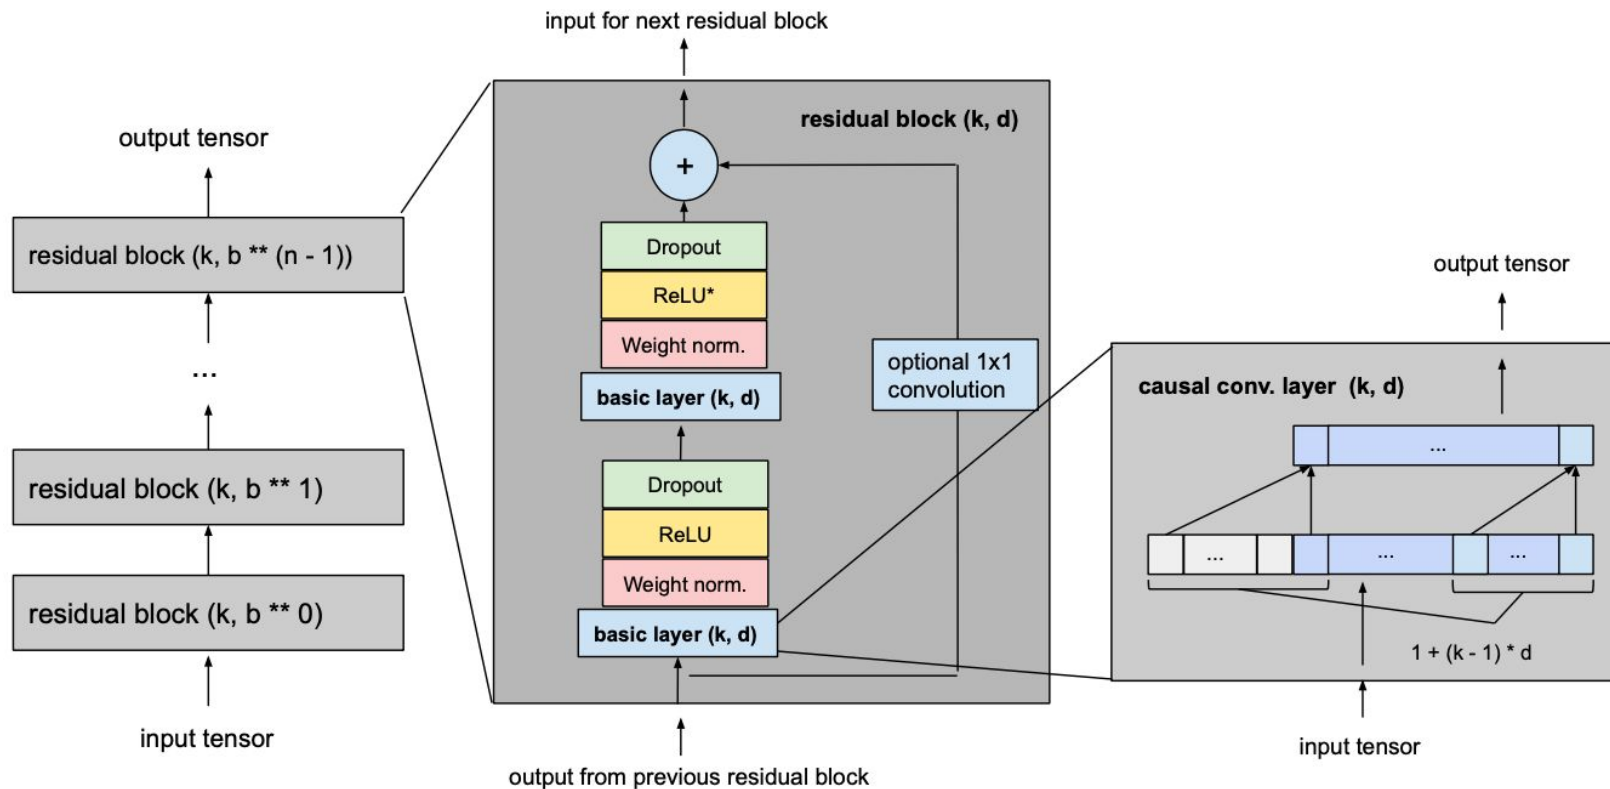 output tensor
residual block (k, b ** (n - 1))
...
residual block (k, b ** 1)
residual block (k, b ** 0)
input tensor
input for next residual block
residual block (k, d)
+
Dropout
ReLU*
Weight norm.
basic layer (k, d)
optional 1x1
convolution
Dropout
ReLU
Weight norm.
basic layer (k, d)
output from previous residual block
output tensor
causal conv. layer (k, d)
...
... ... ...
1 + (k - 1) * d
input tensor